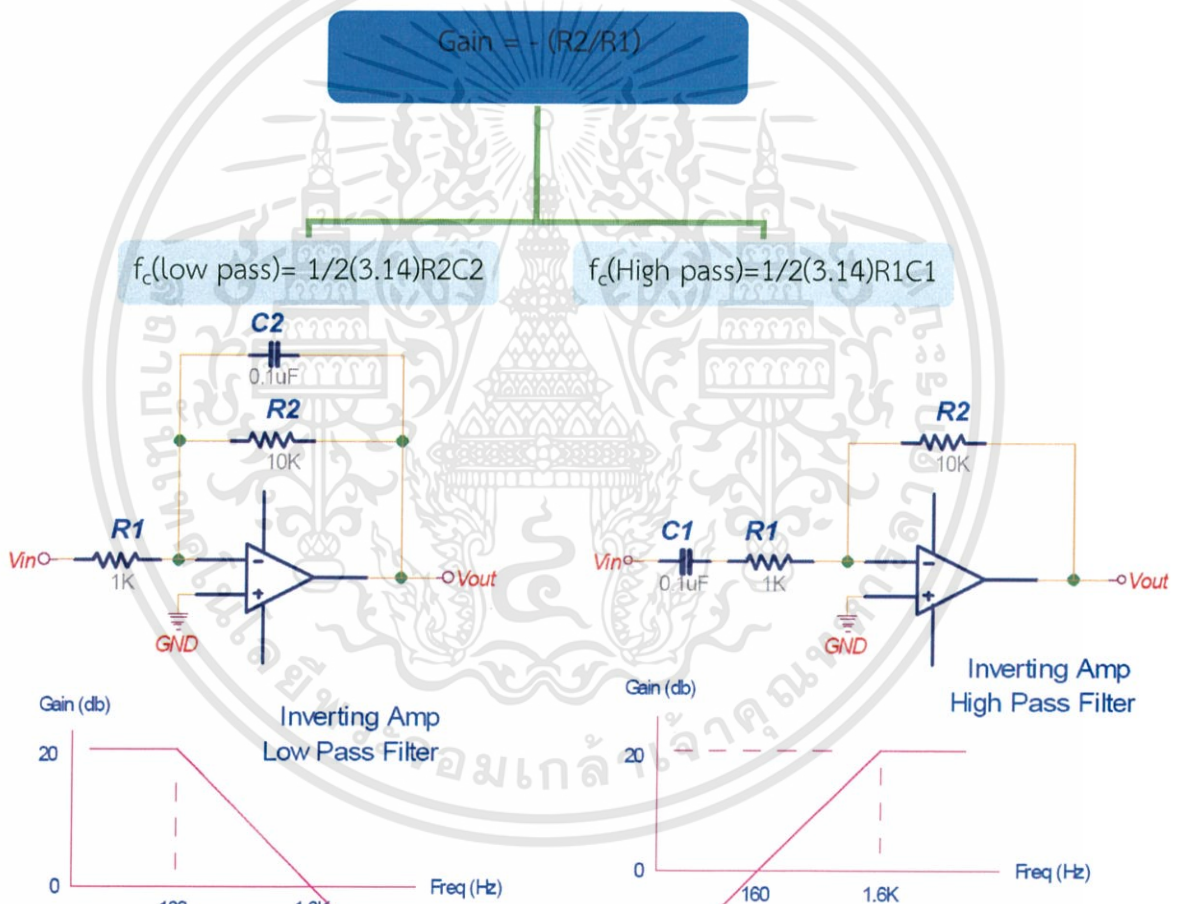 Gain = - (R2/R1)
fc(low pass)= 1/2(3.14)R2C2
fc(High pass)=1/2(3.14)R1C1
C2
0.1uF
R2
10K
R1
1K
Vin
-
+
Vout
GND
Inverting Amp
Low Pass Filter
Gain (db)
20
0
Freq (Hz)
R2
10K
C1
0.1uF
R1
1K
Vin
-
+
Vout
GND
Inverting Amp
High Pass Filter
Gain (db)
20
0
160
1.6K
Freq (Hz)